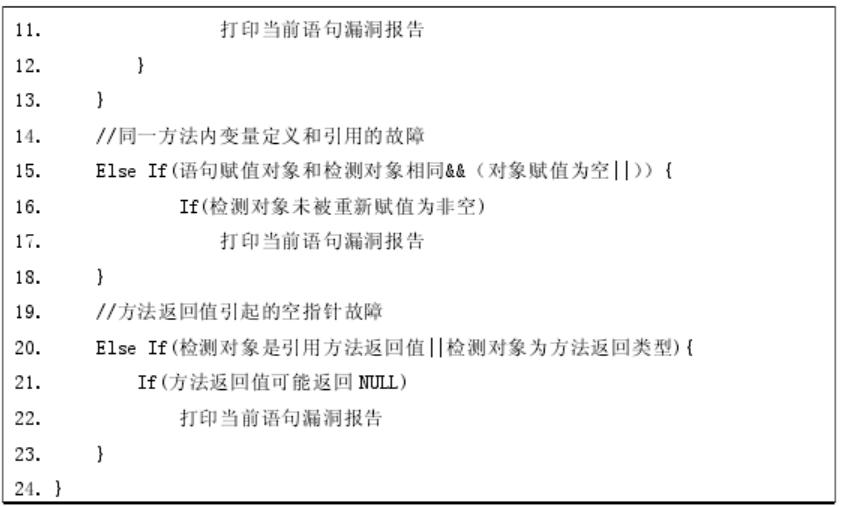 11. 打印当前语句漏洞报告
12. }
13. }
14. //同一方法内变量定义和引用的故障
15. Else If(语句赋值对象和检测对象相同&&（对象赋值为空||)）{
16. If(检测对象未被重新赋值为非空)
17. 打印当前语句漏洞报告
18. }
19. //方法返回值引起的空指针故障
20. Else If(检测对象是引用方法返回值||检测对象为方法返回类型){
21. If(方法返回值可能返回 NULL)
22. 打印当前语句漏洞报告
23. }
24. }